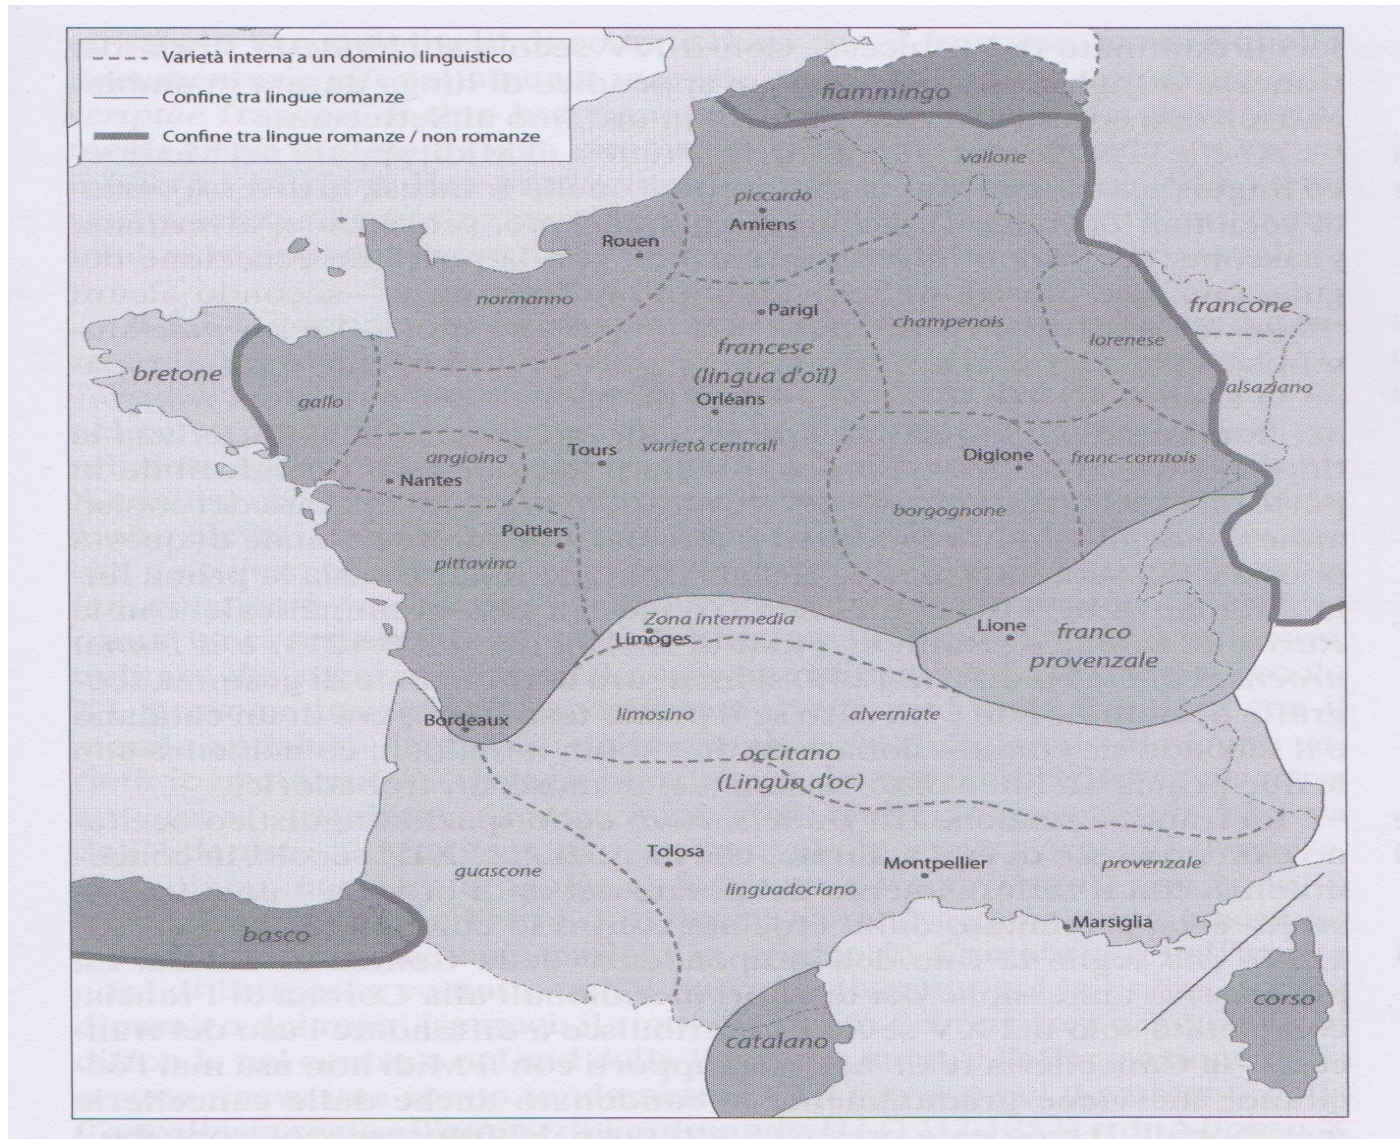 Varietà interna a un dominio linguistico
Confine tra lingue romanze
Confine tra lingue romanze / non romanze
fiammingo
vallone
piccardo
Amiens
Rouen
normanno
Parigi
francone
champenois
lorenese
francese
(lingua d'oïl)
bretone
alsaziano
gallo
Orléans
varietà centrali
angioino
Tours
Digione
franc-comtois
Nantes
borgognone
Poitiers
pittavino
Zona intermedia
Limoges
Lione
franco
provenzale
Bordeaux
limosino
alverniate
occitano
(Lingua d'oc)
Tolosa
guascone
Montpellier
provenzale
linguadociano
Marsiglia
basco
corso
catalano